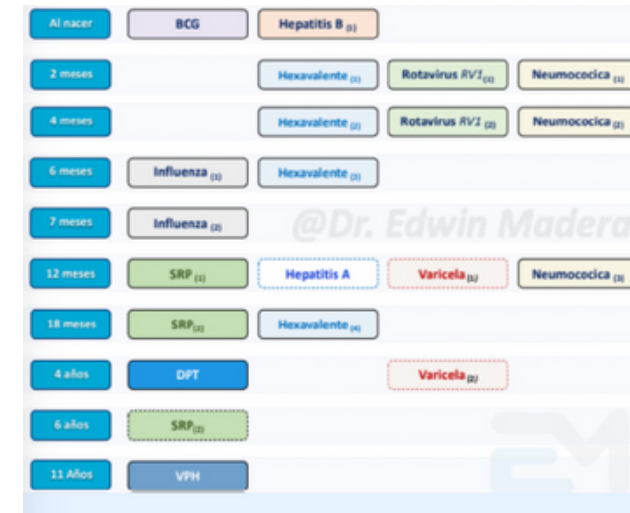 Al nacer BCG Hepatitis B (1)
2 meses Hexavalente (1) Rotavirus RV1 (1) Neumococica (1)
4 meses Hexavalente (2) Rotavirus RV1 (2) Neumococica (2)
6 meses Influenza (1) Hexavalente (3)
7 meses Influenza (2)
@Dr. Edwin Madera
12 meses SRP (1) Hepatitis A Varicela (1) Neumococica (3)
18 meses SRP (2) Hexavalente (4)
4 años DPT Varicela (2)
6 años SRP (2)
11 Años VPH
EM